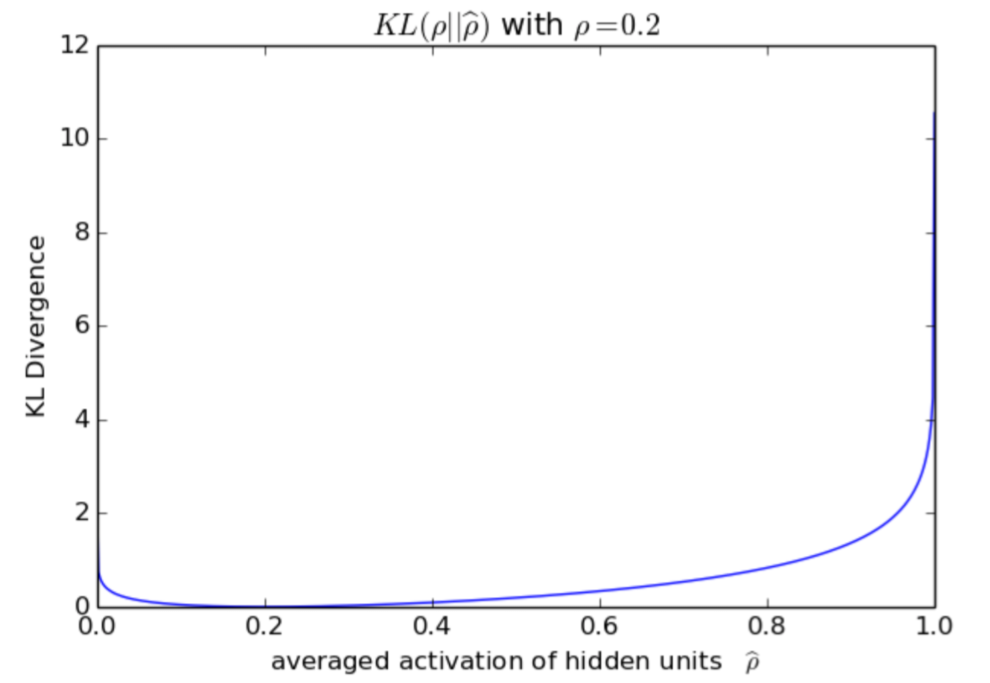 KL(ρ||ρ̂) with ρ=0.2
12
10
8
6
4
2
0
KL Divergence
0.0 0.2 0.4 0.6 0.8 1.0
averaged activation of hidden units ρ̂